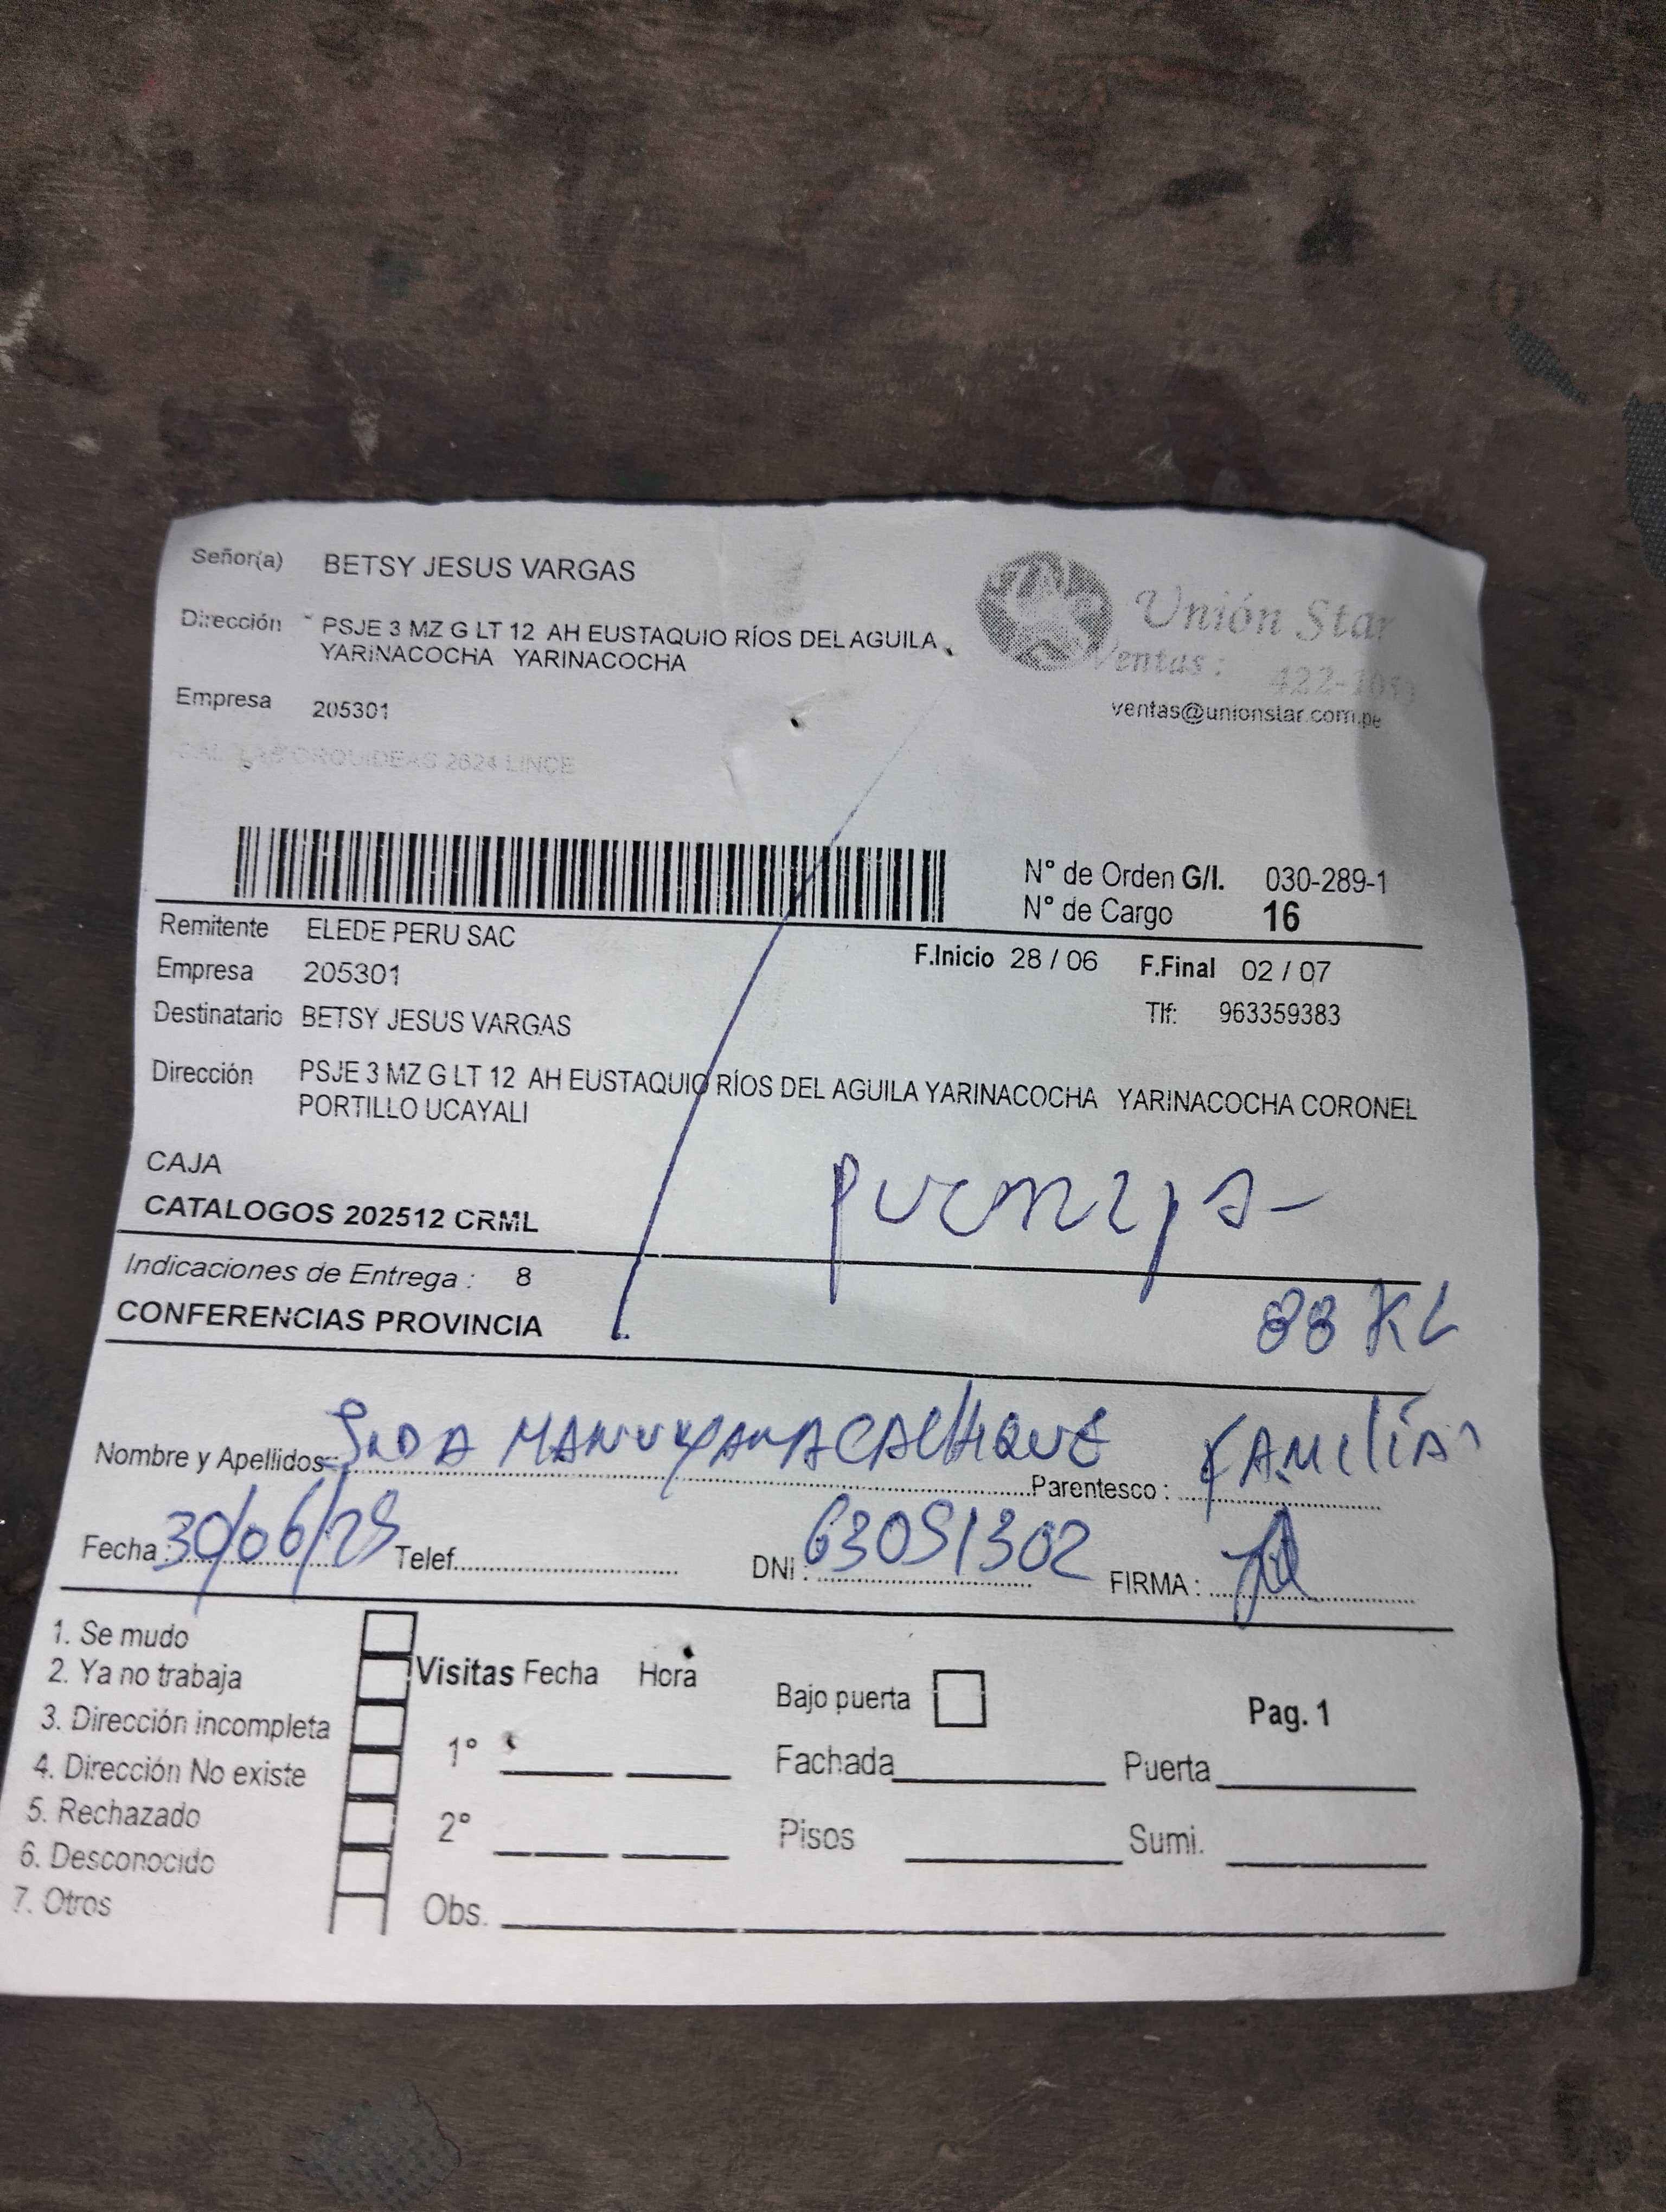 Señor(a) BETSY JESUS VARGAS
Dirección PSJE 3 MZ G LT 12 AH EUSTAQUIO RÍOS DEL AGUILA
YARINACOCHA YARINACOCHA
Unión Star
Ventas :
Empresa 205301
ventas@unionstar.com.pe
ORQUIDEAS 2624 LINCE
N° de Orden G/I. 030-289-1
N° de Cargo 16
Remitente ELEDE PERU SAC
F.Inicio 28 / 06 F.Final 02 / 07
Empresa 205301
Tlf: 963359383
Destinatario BETSY JESUS VARGAS
Dirección PSJE 3 MZ G LT 12 AH EUSTAQUIO RÍOS DEL AGUILA YARINACOCHA YARINACOCHA CORONEL
PORTILLO UCAYALI
CAJA
CATALOGOS 202512 CRML
Indicaciones de Entrega : 8
CONFERENCIAS PROVINCIA
Nombre y Apellidos Parentesco :
Fecha : 30/06/25 Telef. DNI : 63051302 FIRMA :
1. Se mudo
2. Ya no trabaja
3. Dirección incompleta
4. Dirección No existe
5. Rechazado
6. Desconocido
7. Otros
Visitas Fecha Hora
1°
2°
Obs.
Bajo puerta
Pag. 1
Fachada Puerta
Pisos Sumi.